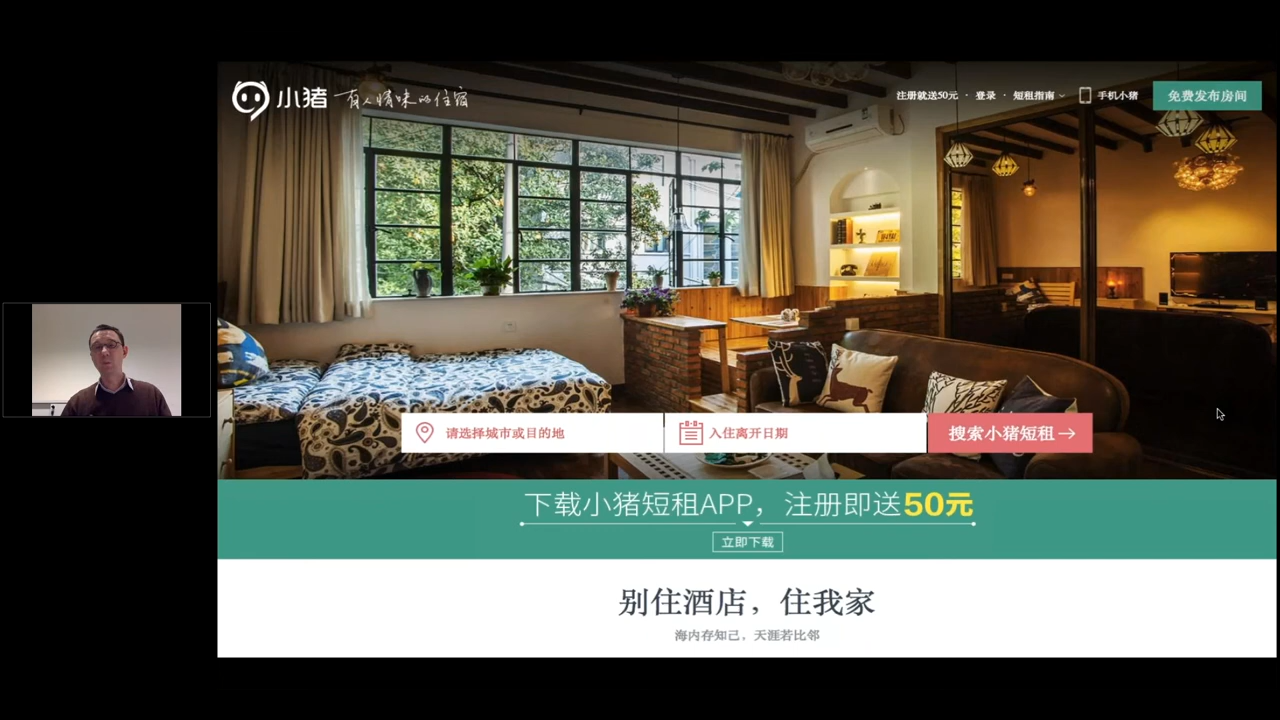 小猪 有人情味的住宿
注册就送50元 · 登录 · 短租指南 手机小猪 免费发布房间
请选择城市或目的地 入住离开日期 搜索小猪短租
下载小猪短租APP，注册即送50元
立即下载
别住酒店，住我家
海内存知己，天涯若比邻